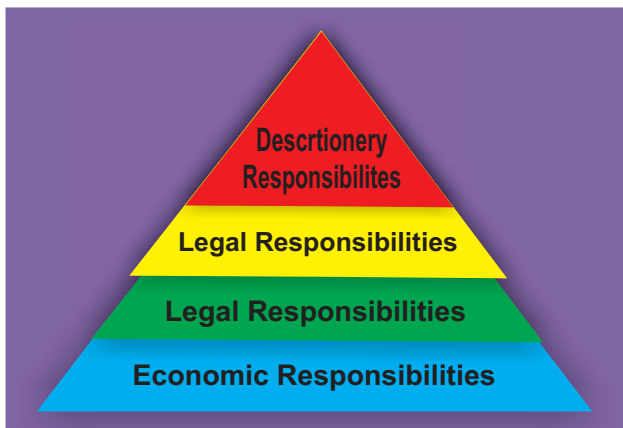 Descrtionery
Responsibilites
Legal Responsibilities
Legal Responsibilities
Economic Responsibilities